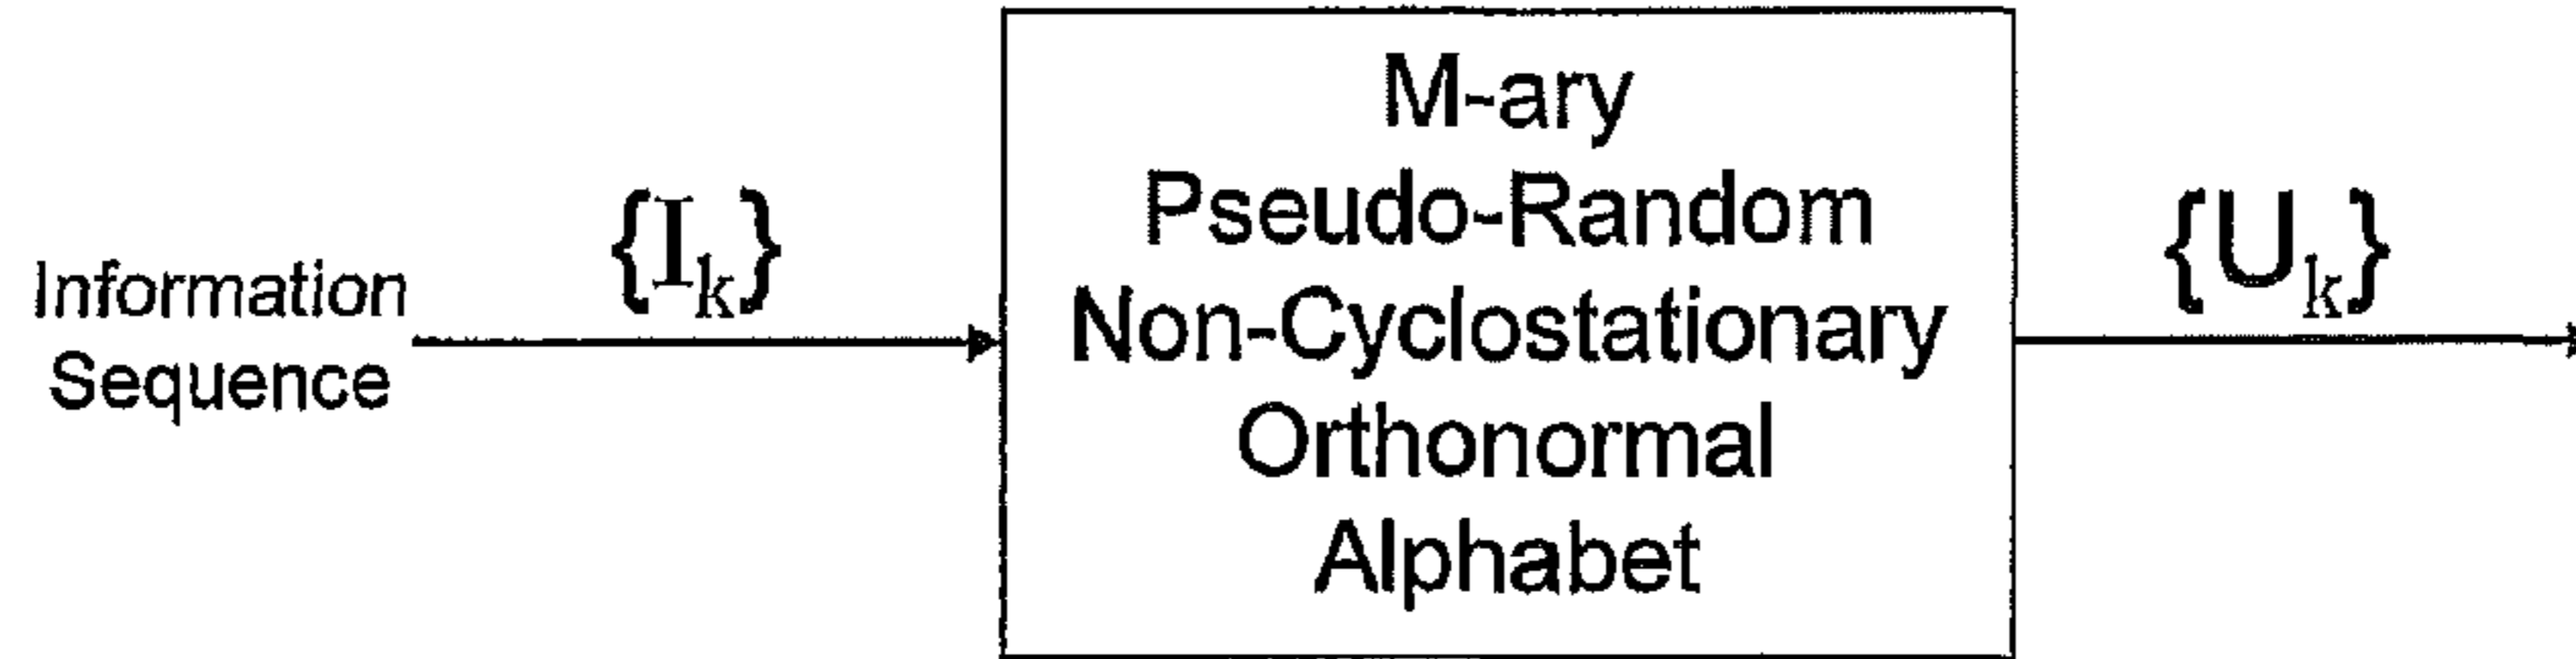 Information
Sequence
{I_k}
M-ary
Pseudo-Random
Non-Cyclostationary
Orthonormal
Alphabet
{U_k}